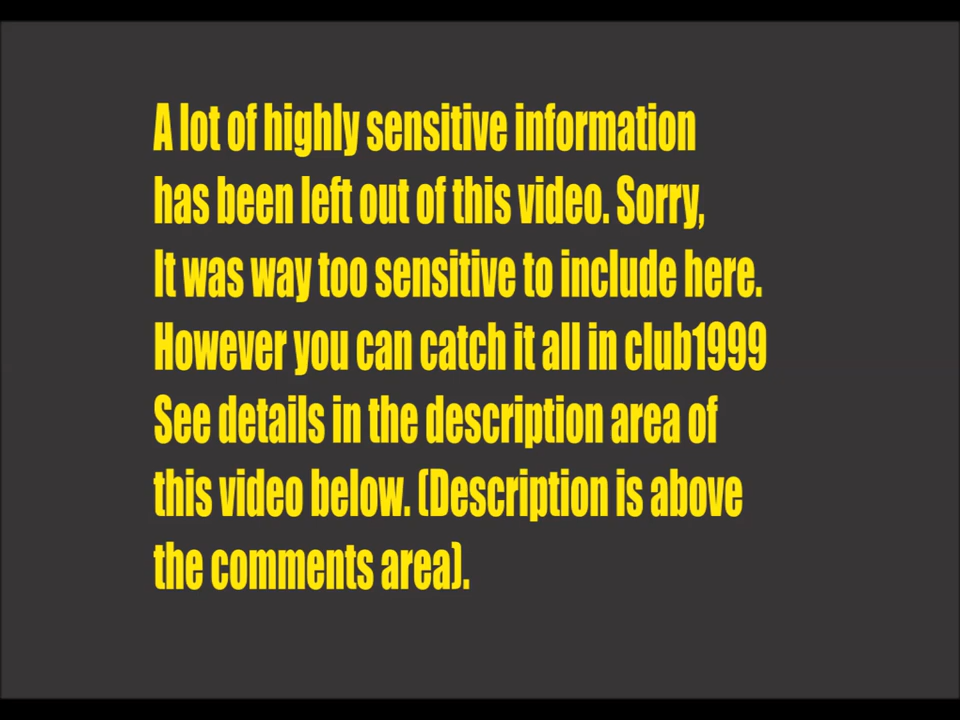 A lot of highly sensitive information
has been left out of this video. Sorry,
It was way too sensitive to include here.
However you can catch it all in club1999
See details in the description area of
this video below. (Description is above
the comments area).